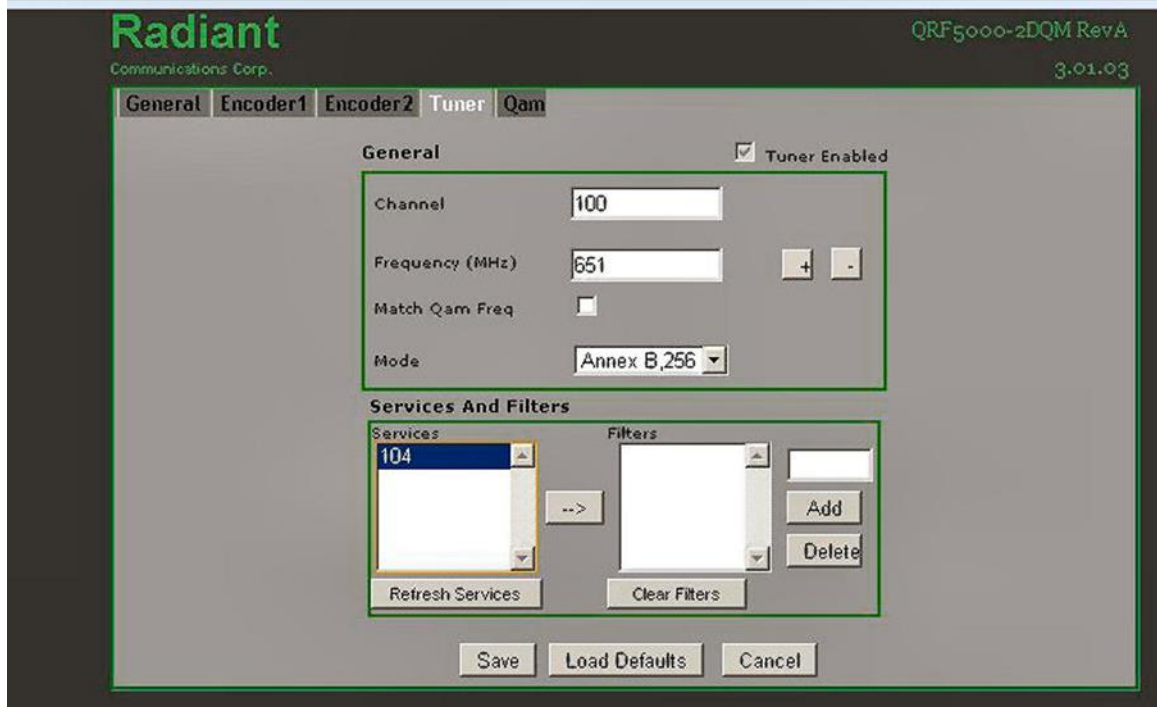 Radiant
QRF5000-2DQM RevA
Communications Corp.
3.01.03
General Encoder1 Encoder2 Tuner Qam
General
Tuner Enabled
Channel 100
Frequency (MHz) 651 + -
Match Qam Freq
Mode Annex B,256
Services And Filters
Services Filters
104
-->
Add
Delete
Refresh Services Clear Filters
Save Load Defaults Cancel